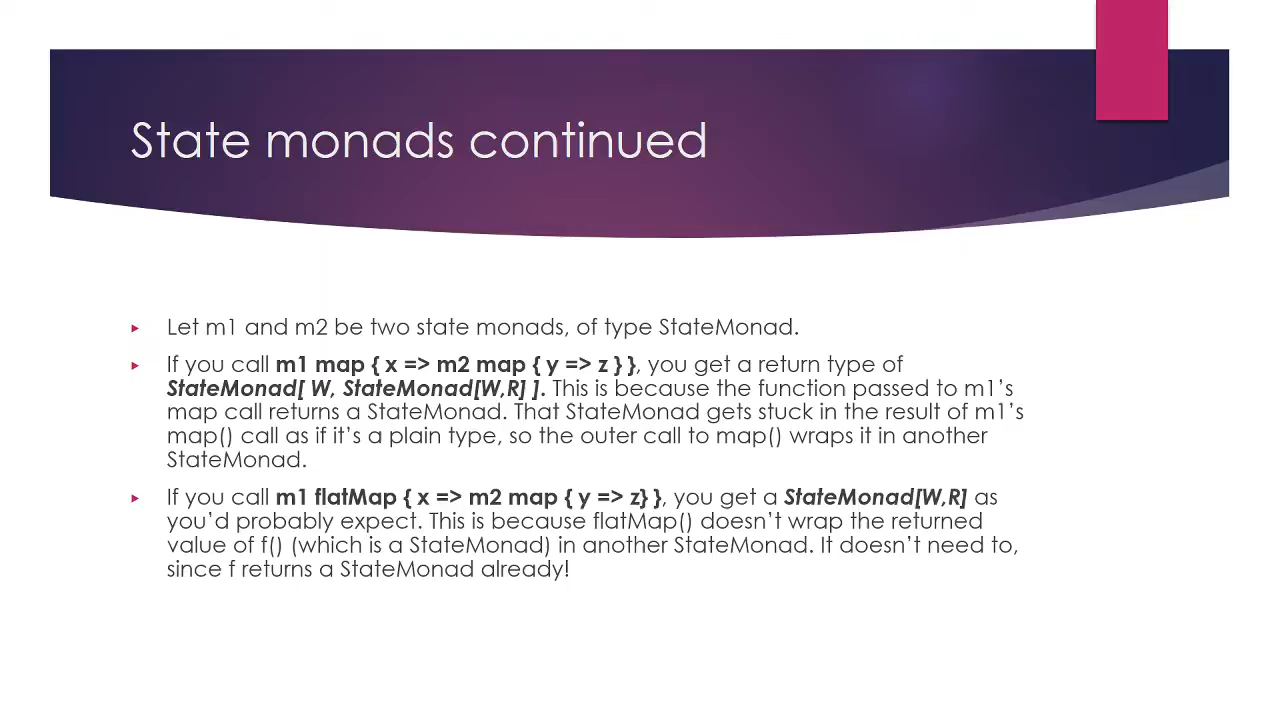 State monads continued
Let m1 and m2 be two state monads, of type StateMonad.
If you call m1 map { x => m2 map { y => z } }, you get a return type of
StateMonad[ W, StateMonad[W,R] ]. This is because the function passed to m1’s
map call returns a StateMonad. That StateMonad gets stuck in the result of m1’s
map() call as if it’s a plain type, so the outer call to map() wraps it in another
StateMonad.
If you call m1 flatMap { x => m2 map { y => z} }, you get a StateMonad[W,R] as
you’d probably expect. This is because flatMap() doesn’t wrap the returned
value of f() (which is a StateMonad) in another StateMonad. It doesn’t need to,
since f returns a StateMonad already!